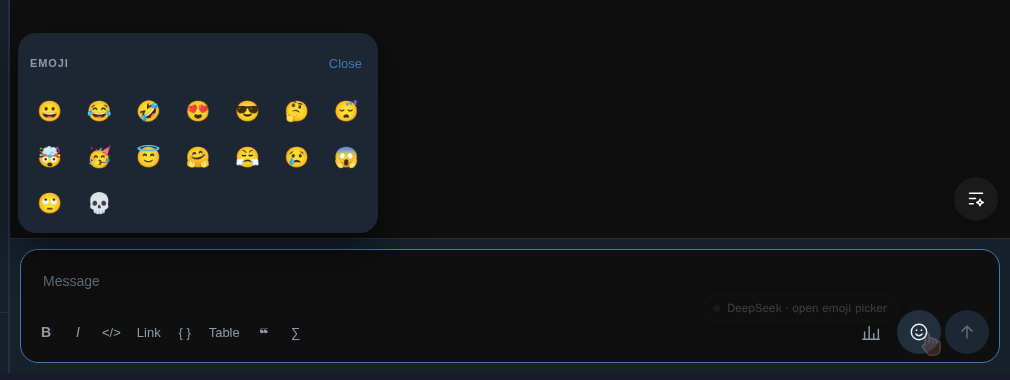 EMOJI
Close
Message
DeepSeek · open emoji picker
B I </> Link { } Table ❝ ∑